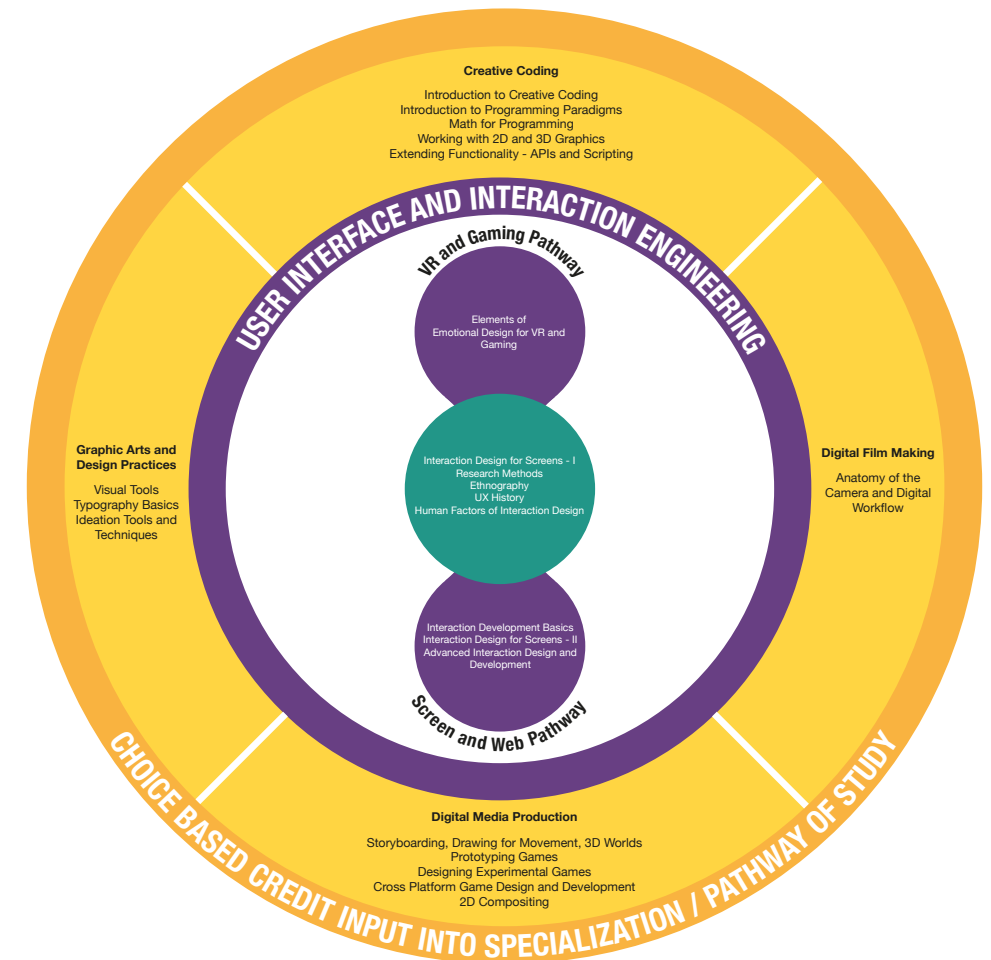 Creative Coding
Introduction to Creative Coding
Introduction to Programming Paradigms
Math for Programming
Working with 2D and 3D Graphics
Extending Functionality - APIs and Scripting
USER INTERFACE AND INTERACTION ENGINEERING
VR and Gaming Pathway
Elements of
Emotional Design for VR and
Gaming
Graphic Arts and
Design Practices
Visual Tools
Typography Basics
Ideation Tools and
Techniques
Interaction Design for Screens - I
Research Methods
Ethnography
UX History
Human Factors of Interaction Design
Digital Film Making
Anatomy of the
Camera and Digital
Workflow
Interaction Development Basics
Interaction Design for Screens - II
Advanced Interaction Design and
Development
Screen and Web Pathway
Digital Media Production
Storyboarding, Drawing for Movement, 3D Worlds
Prototyping Games
Designing Experimental Games
Cross Platform Game Design and Development
2D Compositing
CHOICE BASED CREDIT INPUT INTO SPECIALIZATION / PATHWAY OF STUDY